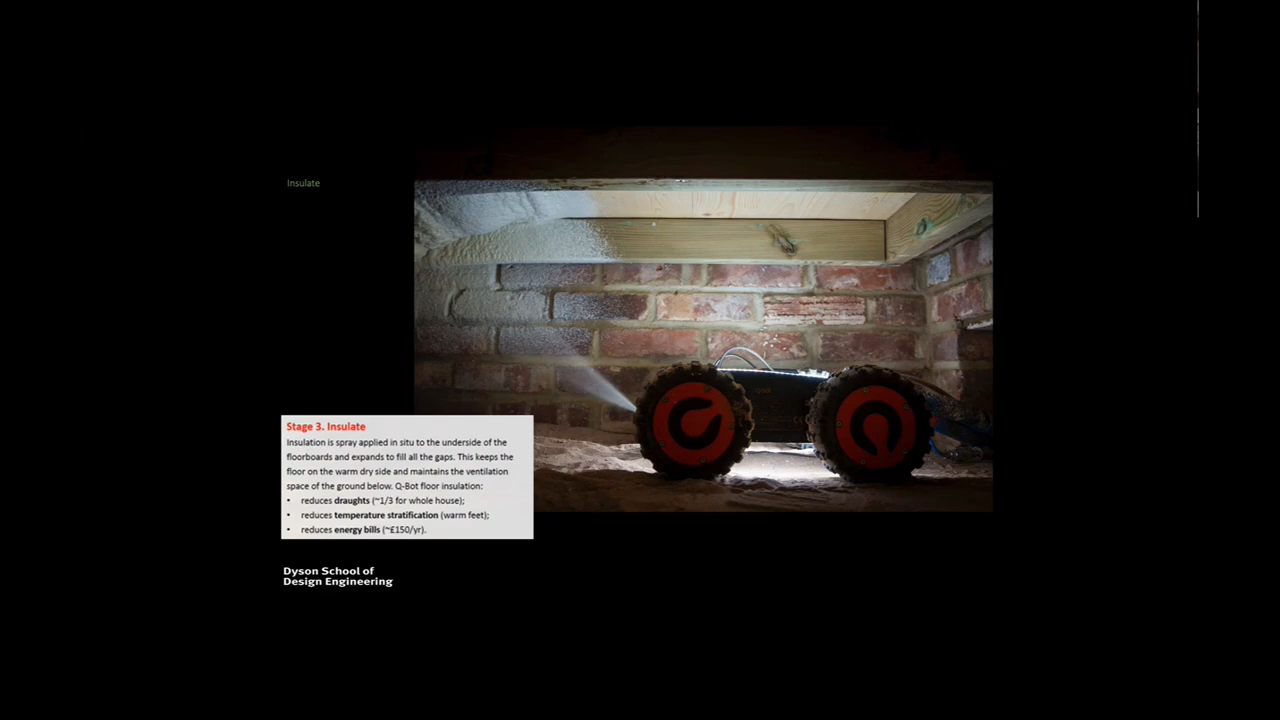 Insulate
Stage 3. Insulate
Insulation is spray applied in situ to the underside of the
floorboards and expands to fill all the gaps. This keeps the
floor on the warm dry side and maintains the ventilation
space of the ground below. Q-Bot floor insulation:
• reduces draughts (~1/3 for whole house);
• reduces temperature stratification (warm feet);
• reduces energy bills (~£150/yr).
Dyson School of
Design Engineering